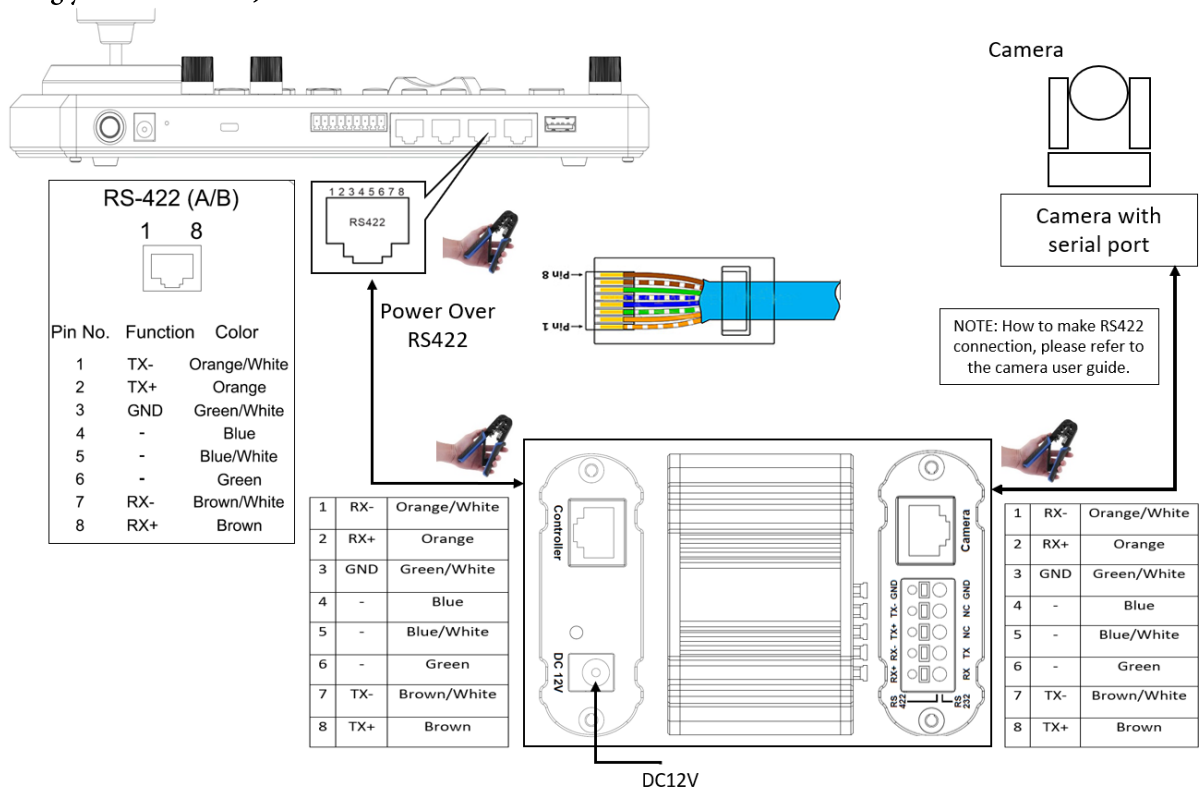 Camera
RS-422 (A/B)
1 8
Pin No. Function Color
1 TX- Orange/White
2 TX+ Orange
3 GND Green/White
4 - Blue
5 - Blue/White
6 - Green
7 RX- Brown/White
8 RX+ Brown
1 2 3 4 5 6 7 8
RS422
Power Over
RS422
Pin 8
Pin 1
Camera with
serial port
NOTE: How to make RS422
connection, please refer to
the camera user guide.
1 RX- Orange/White
2 RX+ Orange
3 GND Green/White
4 - Blue
5 - Blue/White
6 - Green
7 TX- Brown/White
8 TX+ Brown
Controller
DC 12V
Camera
GND GND
TX- NC
TX+ NC
RX- TX
RX+ RX
RS 422
RS 232
DC12V
1 RX- Orange/White
2 RX+ Orange
3 GND Green/White
4 - Blue
5 - Blue/White
6 - Green
7 TX- Brown/White
8 TX+ Brown